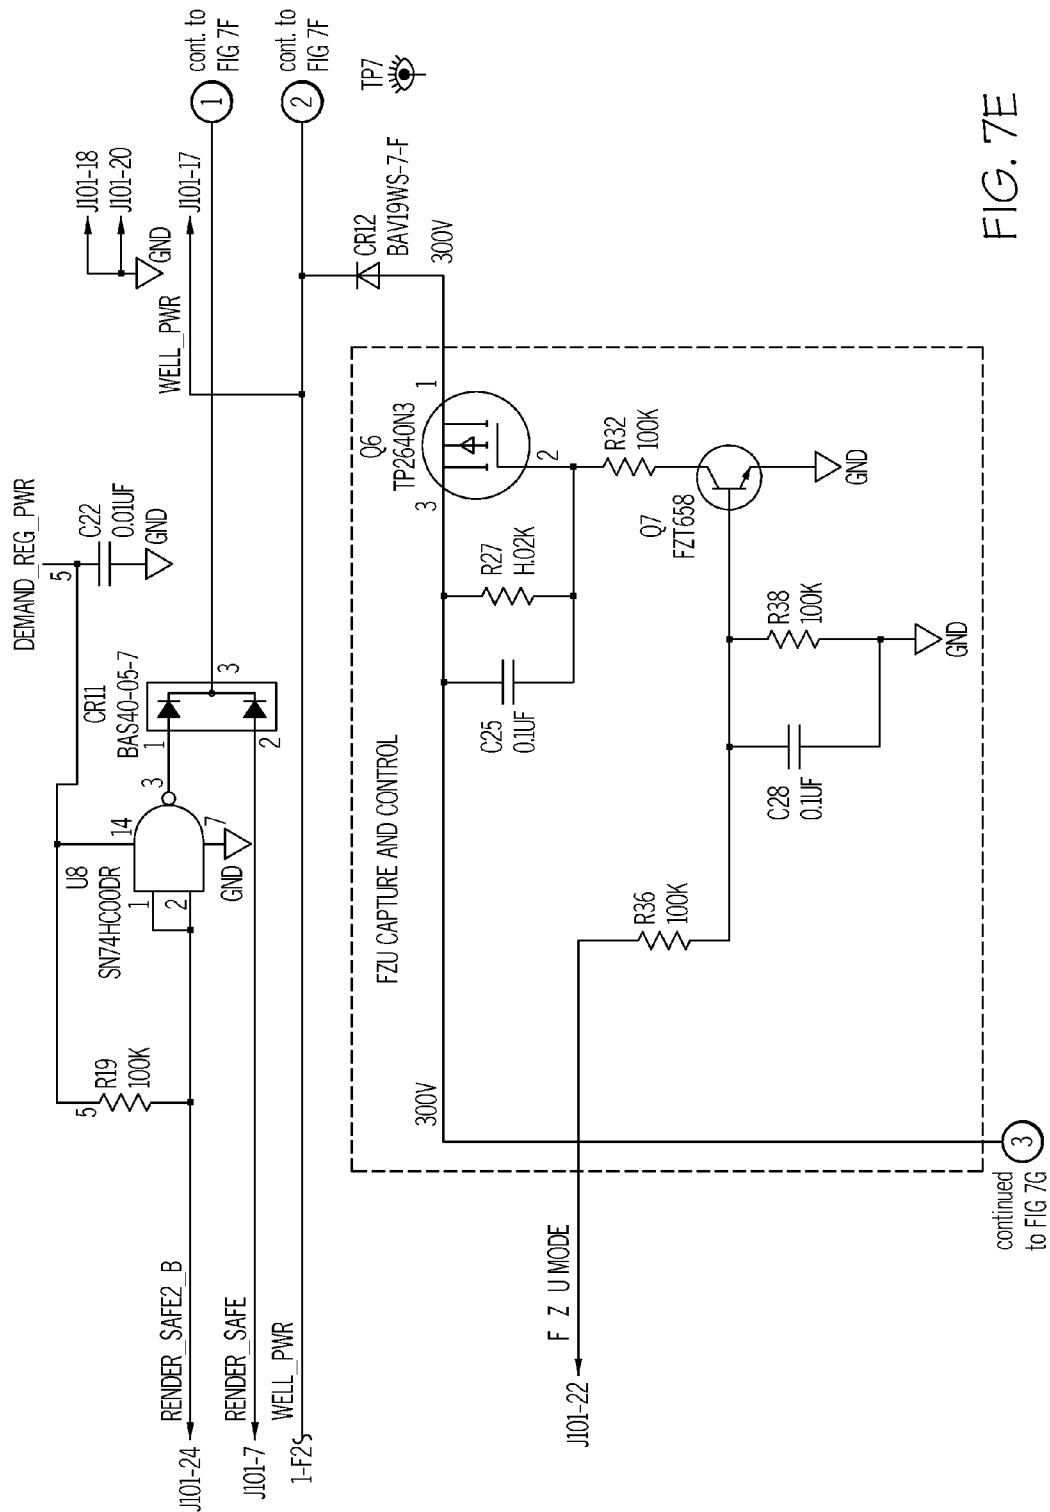 DEMAND_REG_PWR
5
C22
0.01UF
GND
J101-18
J101-20
GND
WELL_PWR
J101-17
cont. to
FIG 7F
1
cont. to
FIG 7F
2
TP7
5
R19
100K
U8
SN74HC00DR
14
1
2
3
7
GND
CR11
BAS40-05-7
1
2
3
RENDER_SAFE2_B
J101-24
RENDER_SAFE
J101-7
WELL_PWR
1-F2
CR12
BAV19WS-7-F
300V
FZU CAPTURE AND CONTROL
300V
Q6
TP2640N3
3
1
2
C25
0.1UF
R27
H.02K
R32
100K
Q7
FZT658
GND
R36
100K
C28
0.1UF
R38
100K
GND
F Z U MODE
J101-22
continued
to FIG 7G
3
FIG. 7E